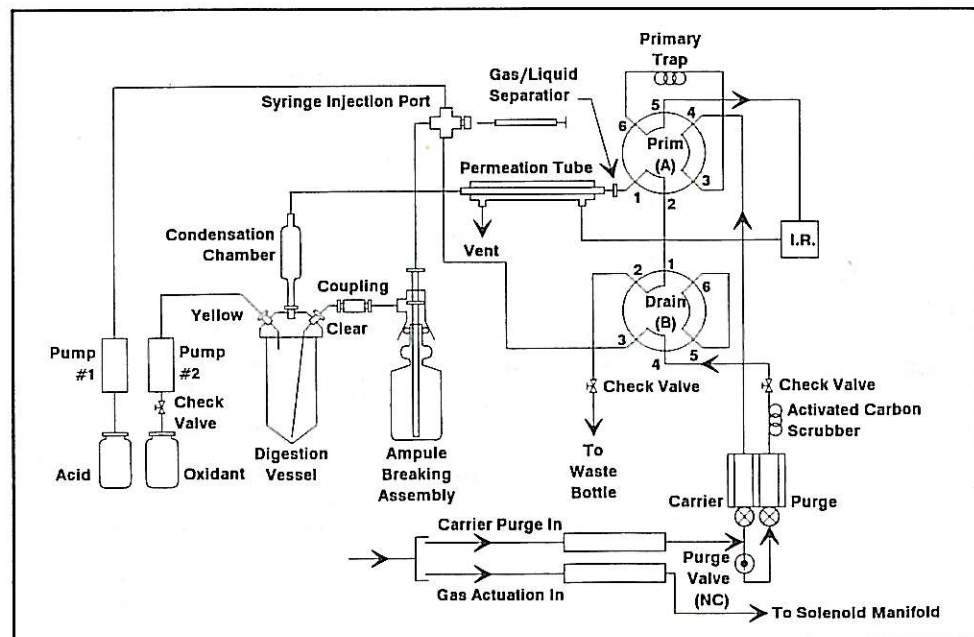 Primary
Trap
Gas/Liquid
Separatior
Syringe Injection Port
5
4
6
Prim
(A)
3
1
2
Permeation Tube
I.R.
Vent
Condensation
Chamber
Coupling
1
2
6
Drain
(B)
3
5
4
Yellow
Clear
Pump
#1
Pump
#2
Check
Valve
Check Valve
Check Valve
Activated Carbon
Scrubber
Acid
Oxidant
Digestion
Vessel
Ampule
Breaking
Assembly
To
Waste
Bottle
Carrier
Purge
Carrier Purge In
Purge
Valve
(NC)
Gas Actuation In
To Solenoid Manifold